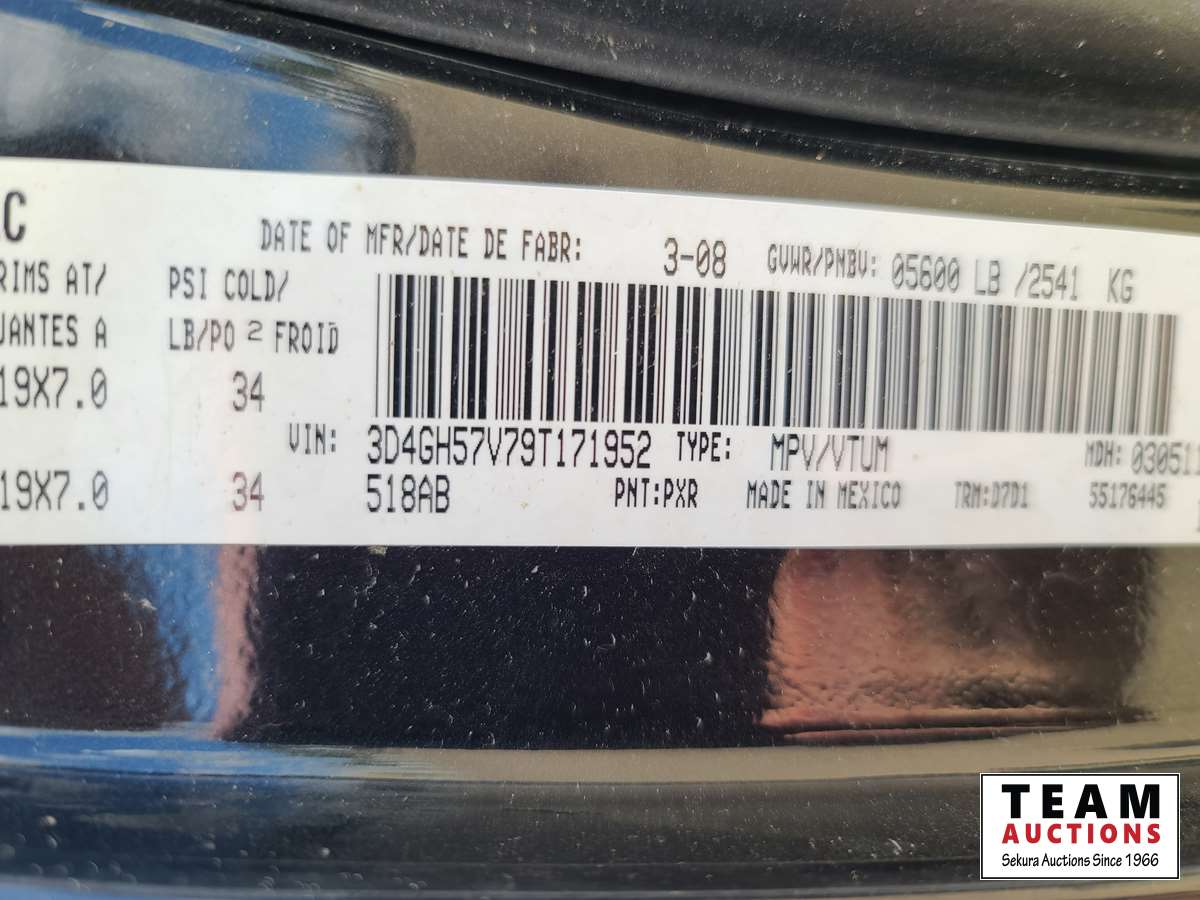 DATE OF MFR/DATE DE FABR: 3-08 GVWR/PNBV: 05600 LB /2541 KG
RIMS AT/ PSI COLD/
LB/PO 2 FROID
19X7.0 34
VIN: 3D4GH57V79T171952 TYPE: MPV/VTUM MDH: 030511
19X7.0 34 518AB PNT:PXR MADE IN MEXICO TRM:D7D1 55176445
TEAM
AUCTIONS
Sekura Auctions Since 1966